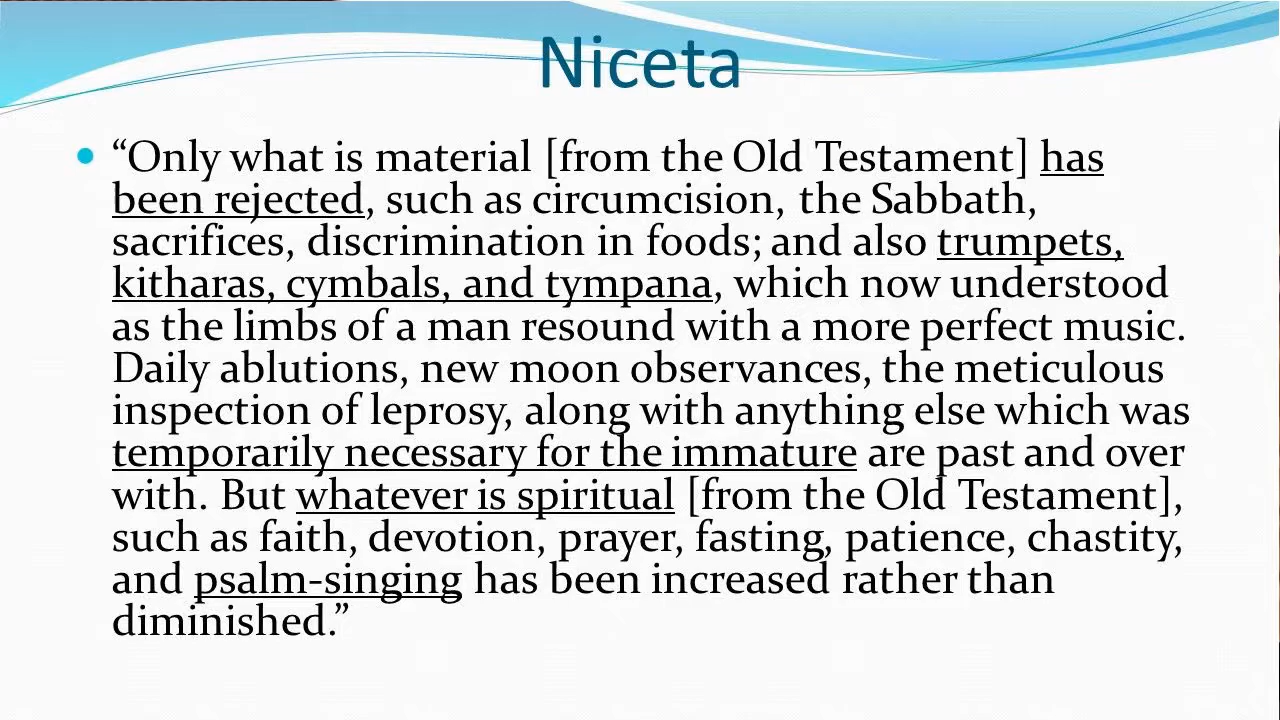 Niceta
• “Only what is material [from the Old Testament] has
been rejected, such as circumcision, the Sabbath,
sacrifices, discrimination in foods; and also trumpets,
kitharas, cymbals, and tympana, which now understood
as the limbs of a man resound with a more perfect music.
Daily ablutions, new moon observances, the meticulous
inspection of leprosy, along with anything else which was
temporarily necessary for the immature are past and over
with. But whatever is spiritual [from the Old Testament],
such as faith, devotion, prayer, fasting, patience, chastity,
and psalm-singing has been increased rather than
diminished.”